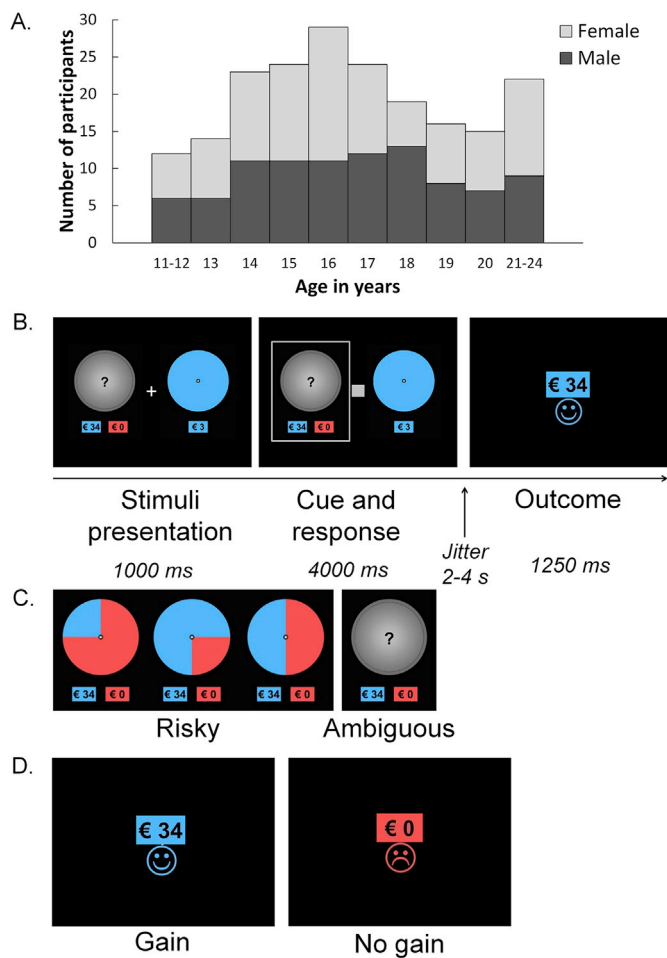 A.
Number of participants
30
25
20
15
10
5
0
Female
Male
11-12 13 14 15 16 17 18 19 20 21-24
Age in years
B.
?
+
€ 34 € 0 € 3
?
€ 34 € 0 € 3
€ 34
Stimuli
presentation
Cue and
response
Outcome
1000 ms
4000 ms
Jitter
2-4 s
1250 ms
C.
?
€ 34 € 0 € 34 € 0 € 34 € 0 € 34 € 0
Risky Ambiguous
D.
€ 34 € 0
Gain No gain